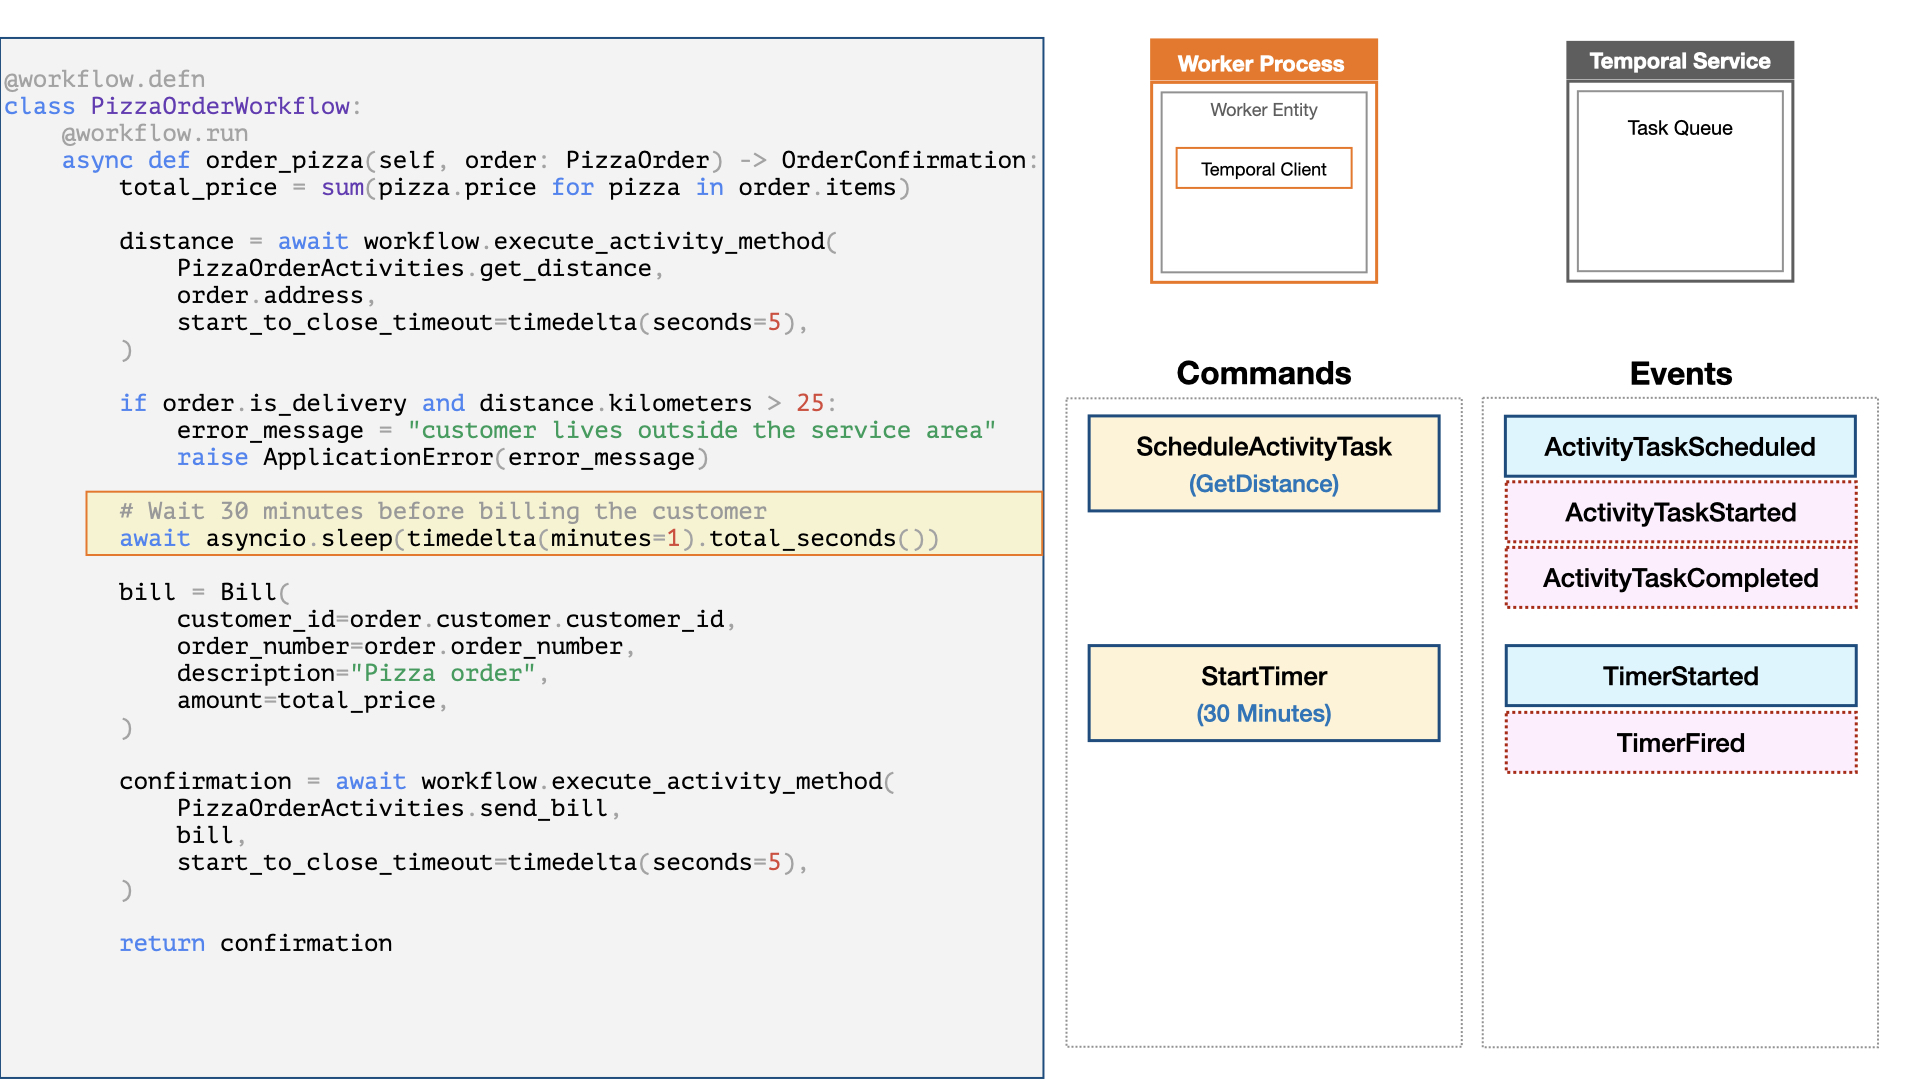 @workflow.defn
class PizzaOrderWorkflow:
    @workflow.run
    async def order_pizza(self, order: PizzaOrder) -> OrderConfirmation:
        total_price = sum(pizza.price for pizza in order.items)

        distance = await workflow.execute_activity_method(
            PizzaOrderActivities.get_distance,
            order.address,
            start_to_close_timeout=timedelta(seconds=5),
        )

        if order.is_delivery and distance.kilometers > 25:
            error_message = "customer lives outside the service area"
            raise ApplicationError(error_message)

        # Wait 30 minutes before billing the customer
        await asyncio.sleep(timedelta(minutes=1).total_seconds())

        bill = Bill(
            customer_id=order.customer.customer_id,
            order_number=order.order_number,
            description="Pizza order",
            amount=total_price,
        )

        confirmation = await workflow.execute_activity_method(
            PizzaOrderActivities.send_bill,
            bill,
            start_to_close_timeout=timedelta(seconds=5),
        )

        return confirmation
Worker Process
Worker Entity
Temporal Client
Temporal Service
Task Queue
Commands
ScheduleActivityTask
(GetDistance)
StartTimer
(30 Minutes)
Events
ActivityTaskScheduled
ActivityTaskStarted
ActivityTaskCompleted
TimerStarted
TimerFired